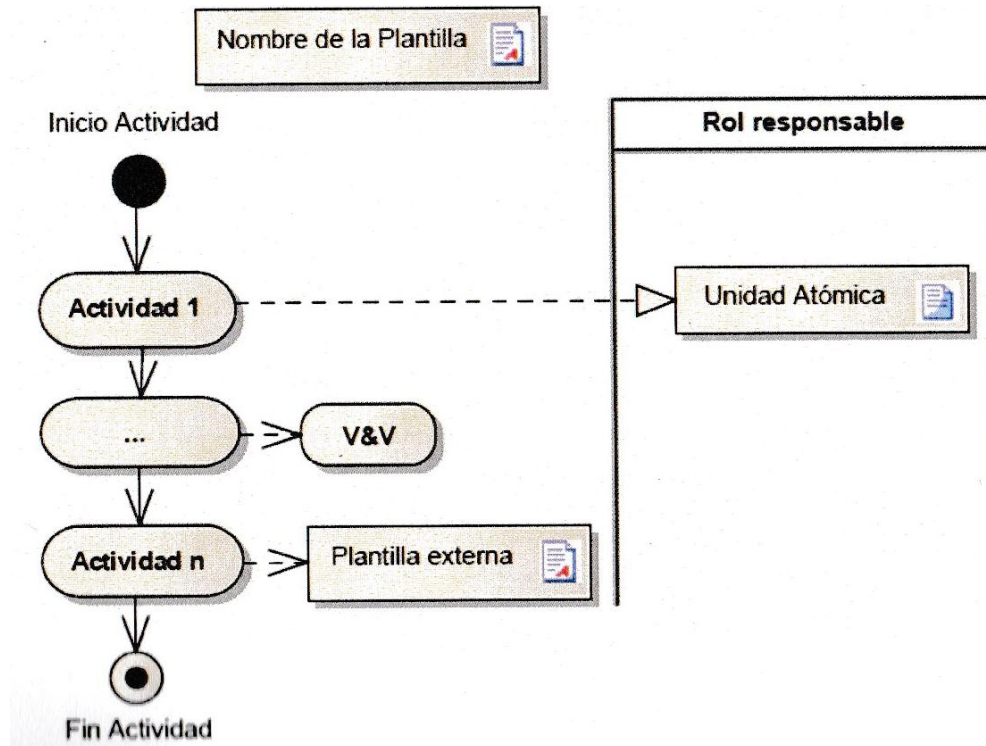 Nombre de la Plantilla
Inicio Actividad
Rol responsable
Actividad 1
Unidad Atómica
...
V&V
Actividad n
Plantilla externa
Fin Actividad